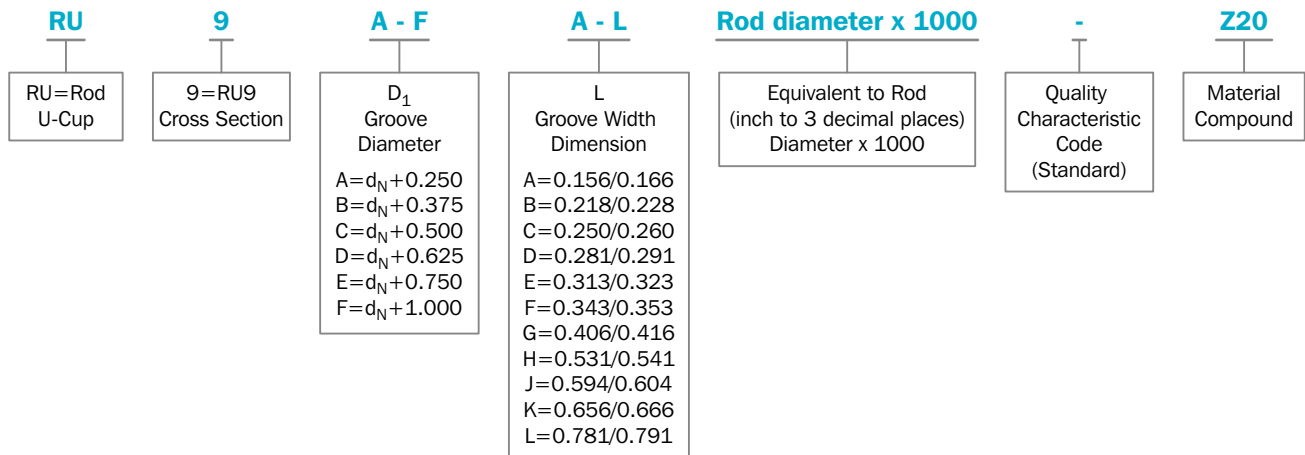 RU 9 A - F A - L Rod diameter x 1000 - Z20
RU=Rod
U-Cup
9=RU9
Cross Section
D₁
Groove
Diameter
A=dN+0.250
B=dN+0.375
C=dN+0.500
D=dN+0.625
E=dN+0.750
F=dN+1.000
L
Groove Width
Dimension
A=0.156/0.166
B=0.218/0.228
C=0.250/0.260
D=0.281/0.291
E=0.313/0.323
F=0.343/0.353
G=0.406/0.416
H=0.531/0.541
J=0.594/0.604
K=0.656/0.666
L=0.781/0.791
Equivalent to Rod
(inch to 3 decimal places)
Diameter x 1000
Quality
Characteristic
Code
(Standard)
Material
Compound